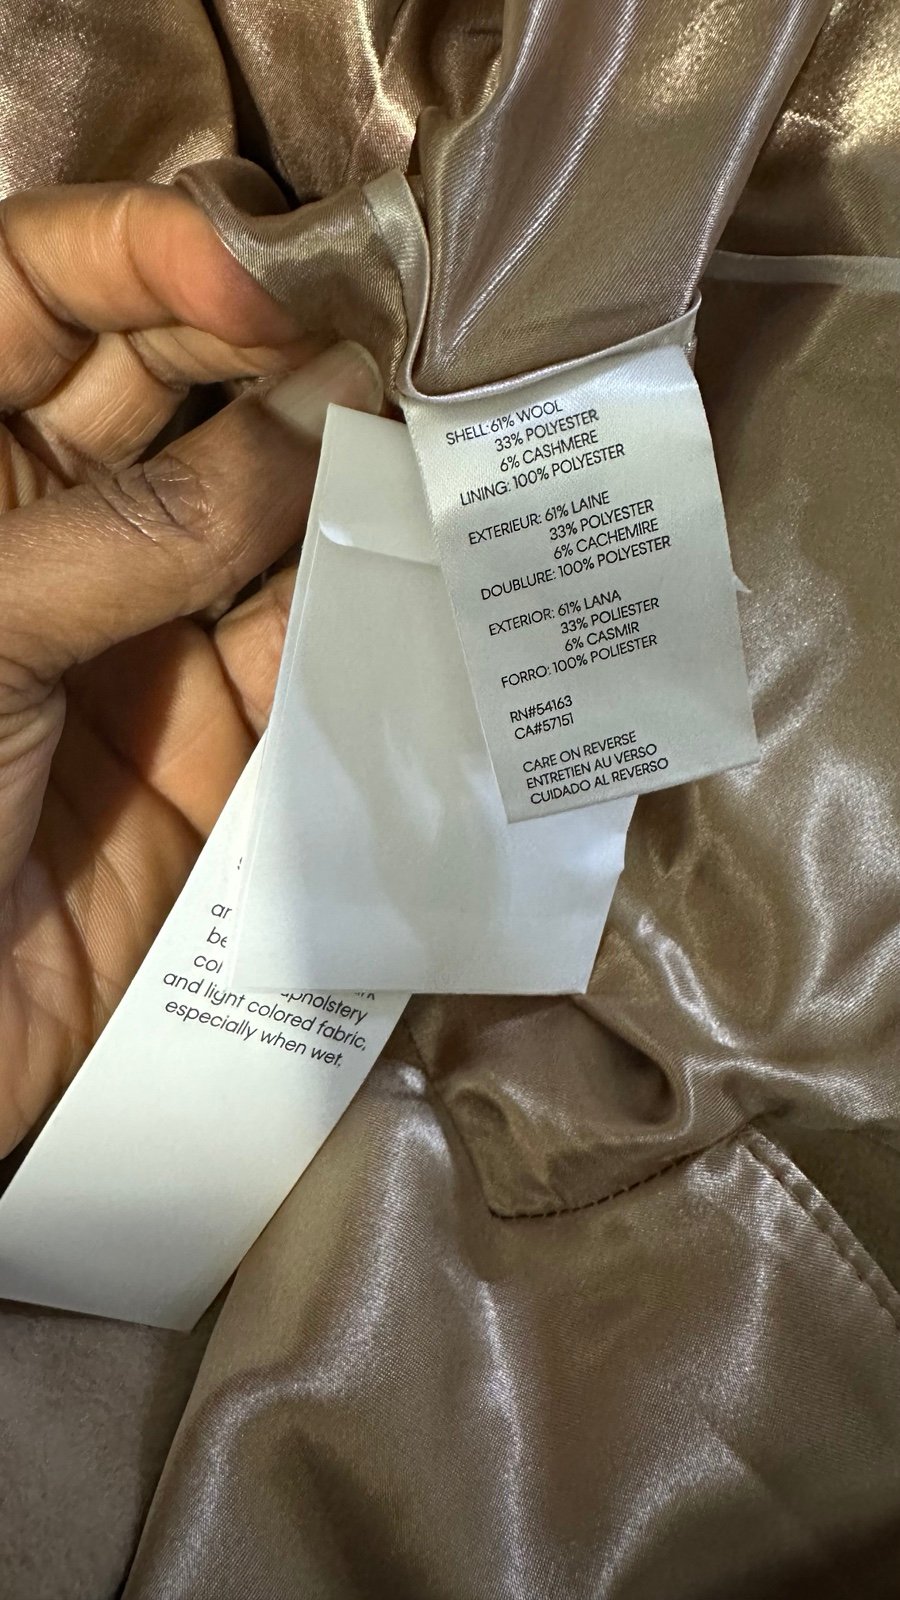 SHELL: 61% WOOL
33% POLYESTER
6% CASHMERE
LINING: 100% POLYESTER
EXTERIEUR: 61% LAINE
33% POLYESTER
6% CACHEMIRE
DOUBLURE: 100% POLYESTER
EXTERIOR: 61% LANA
33% POLIESTER
6% CASMIR
FORRO: 100% POLIESTER
RN#54163
CA#57151
CARE ON REVERSE
ENTRETIEN AU VERSO
CUIDADO AL REVERSO
and light colored fabric,
especially when wet.